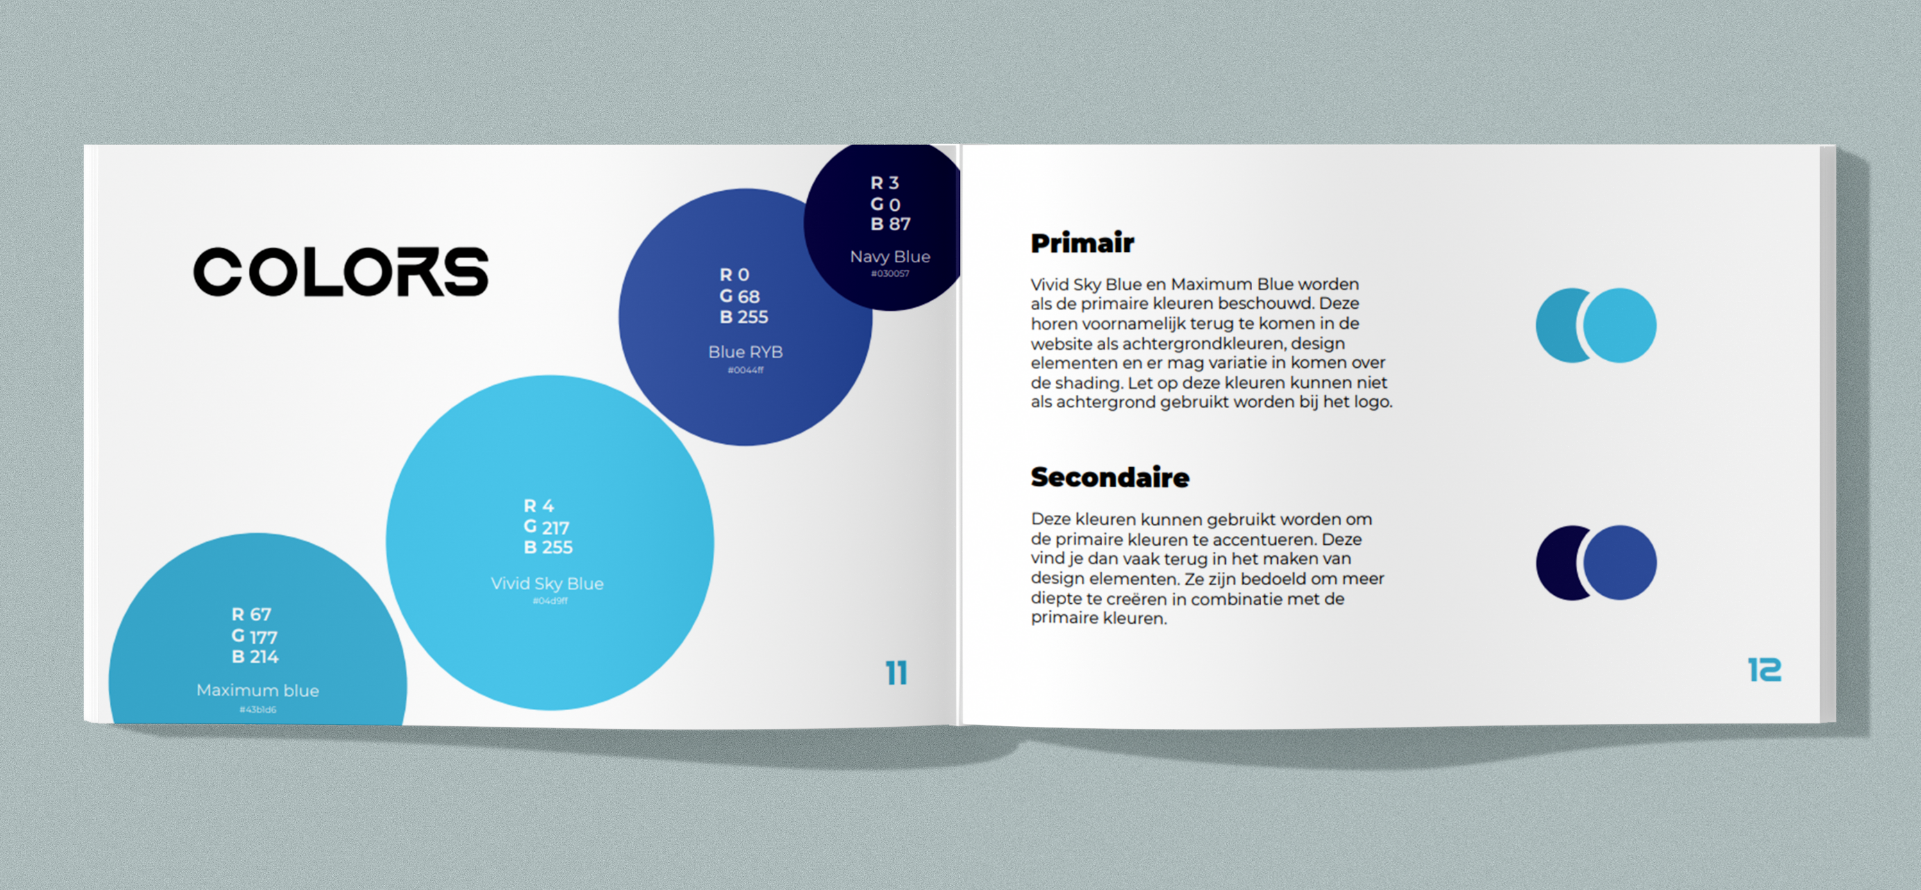 COLORS
R 3
G 0
B 87
Navy Blue
#030057
R 0
G 68
B 255
Blue RYB
#0044ff
R 4
G 217
B 255
Vivid Sky Blue
#04d9ff
R 67
G 177
B 214
Maximum blue
#43b1d6
11
Primair
Vivid Sky Blue en Maximum Blue worden
als de primaire kleuren beschouwd. Deze
horen voornamelijk terug te komen in de
website als achtergrondkleuren, design
elementen en er mag variatie in komen over
de shading. Let op deze kleuren kunnen niet
als achtergrond gebruikt worden bij het logo.
Secondaire
Deze kleuren kunnen gebruikt worden om
de primaire kleuren te accentueren. Deze
vind je dan vaak terug in het maken van
design elementen. Ze zijn bedoeld om meer
diepte te creëren in combinatie met de
primaire kleuren.
12